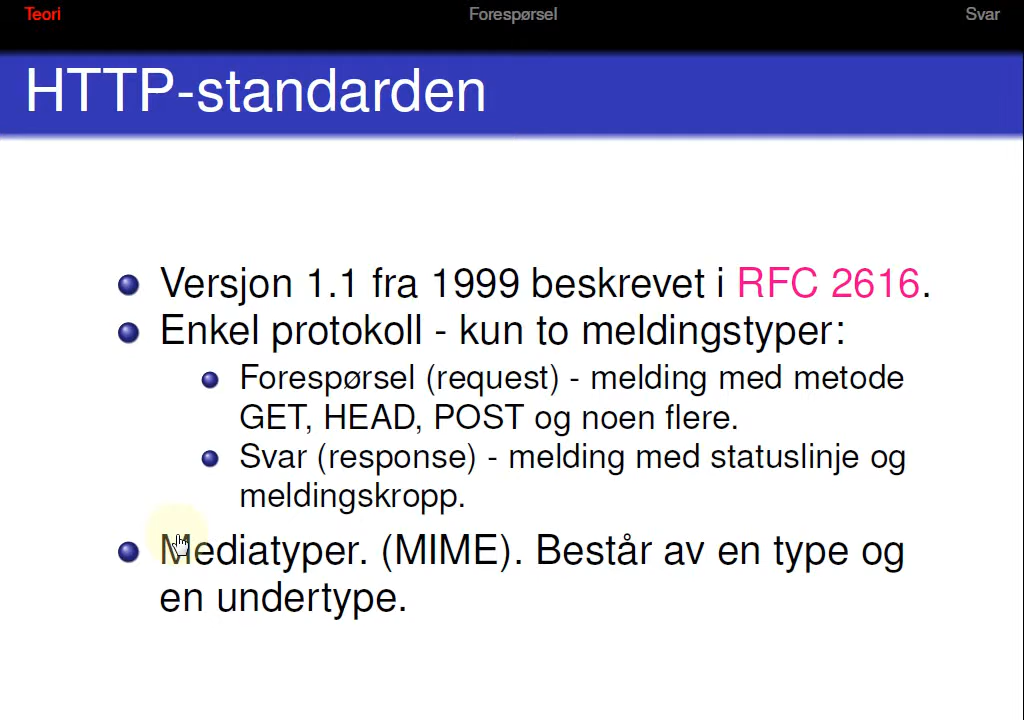 Teori Forespørsel Svar
HTTP-standarden
Versjon 1.1 fra 1999 beskrevet i RFC 2616.
Enkel protokoll - kun to meldingstyper:
Forespørsel (request) - melding med metode
GET, HEAD, POST og noen flere.
Svar (response) - melding med statuslinje og
meldingskropp.
Mediatyper. (MIME). Består av en type og
en undertype.